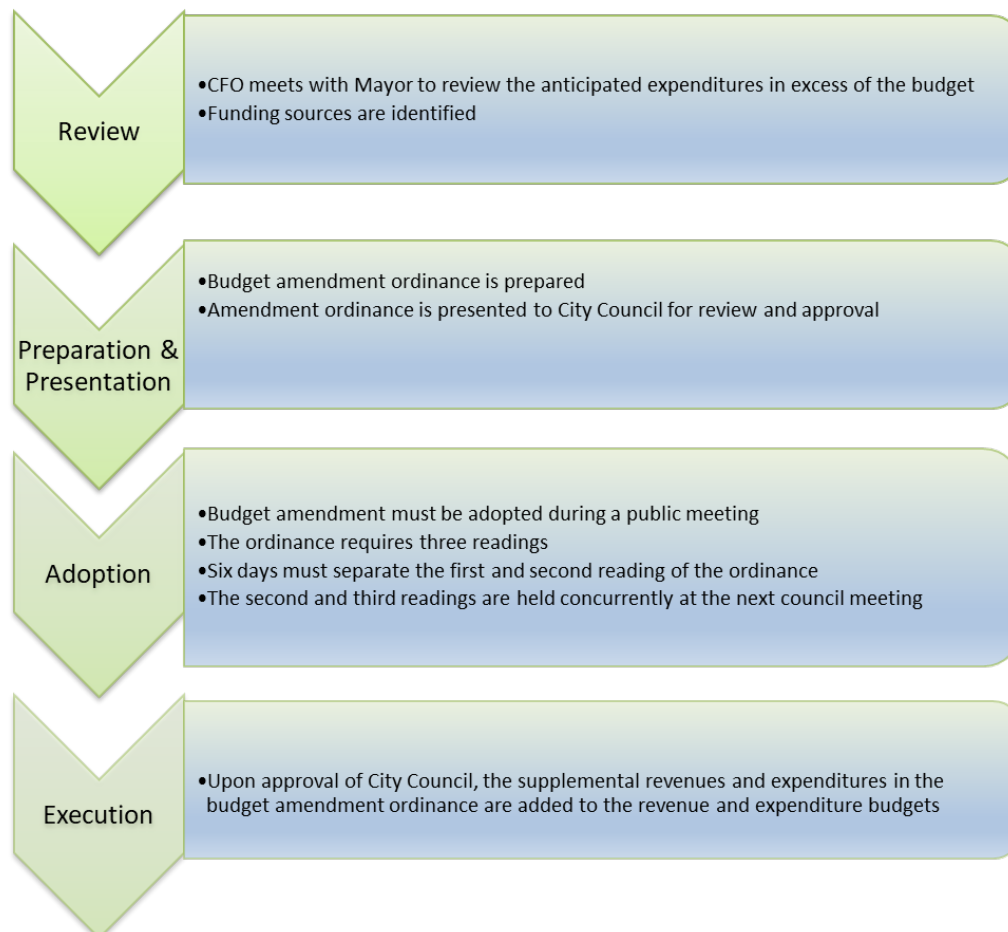 Review
•CFO meets with Mayor to review the anticipated expenditures in excess of the budget
•Funding sources are identified
Preparation &
Presentation
•Budget amendment ordinance is prepared
•Amendment ordinance is presented to City Council for review and approval
Adoption
•Budget amendment must be adopted during a public meeting
•The ordinance requires three readings
•Six days must separate the first and second reading of the ordinance
•The second and third readings are held concurrently at the next council meeting
Execution
•Upon approval of City Council, the supplemental revenues and expenditures in the
budget amendment ordinance are added to the revenue and expenditure budgets